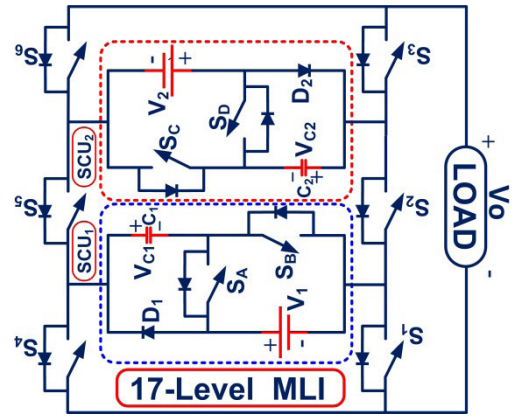 S6
SCU2
S5
SCU1
S4
-
V2
+
D2
SC
SD
-
C2
+
VC2
+
C1
-
VC1
D1
SA
SB
+
V1
-
S3
S2
S1
+
Vo
LOAD
-
17-Level MLI